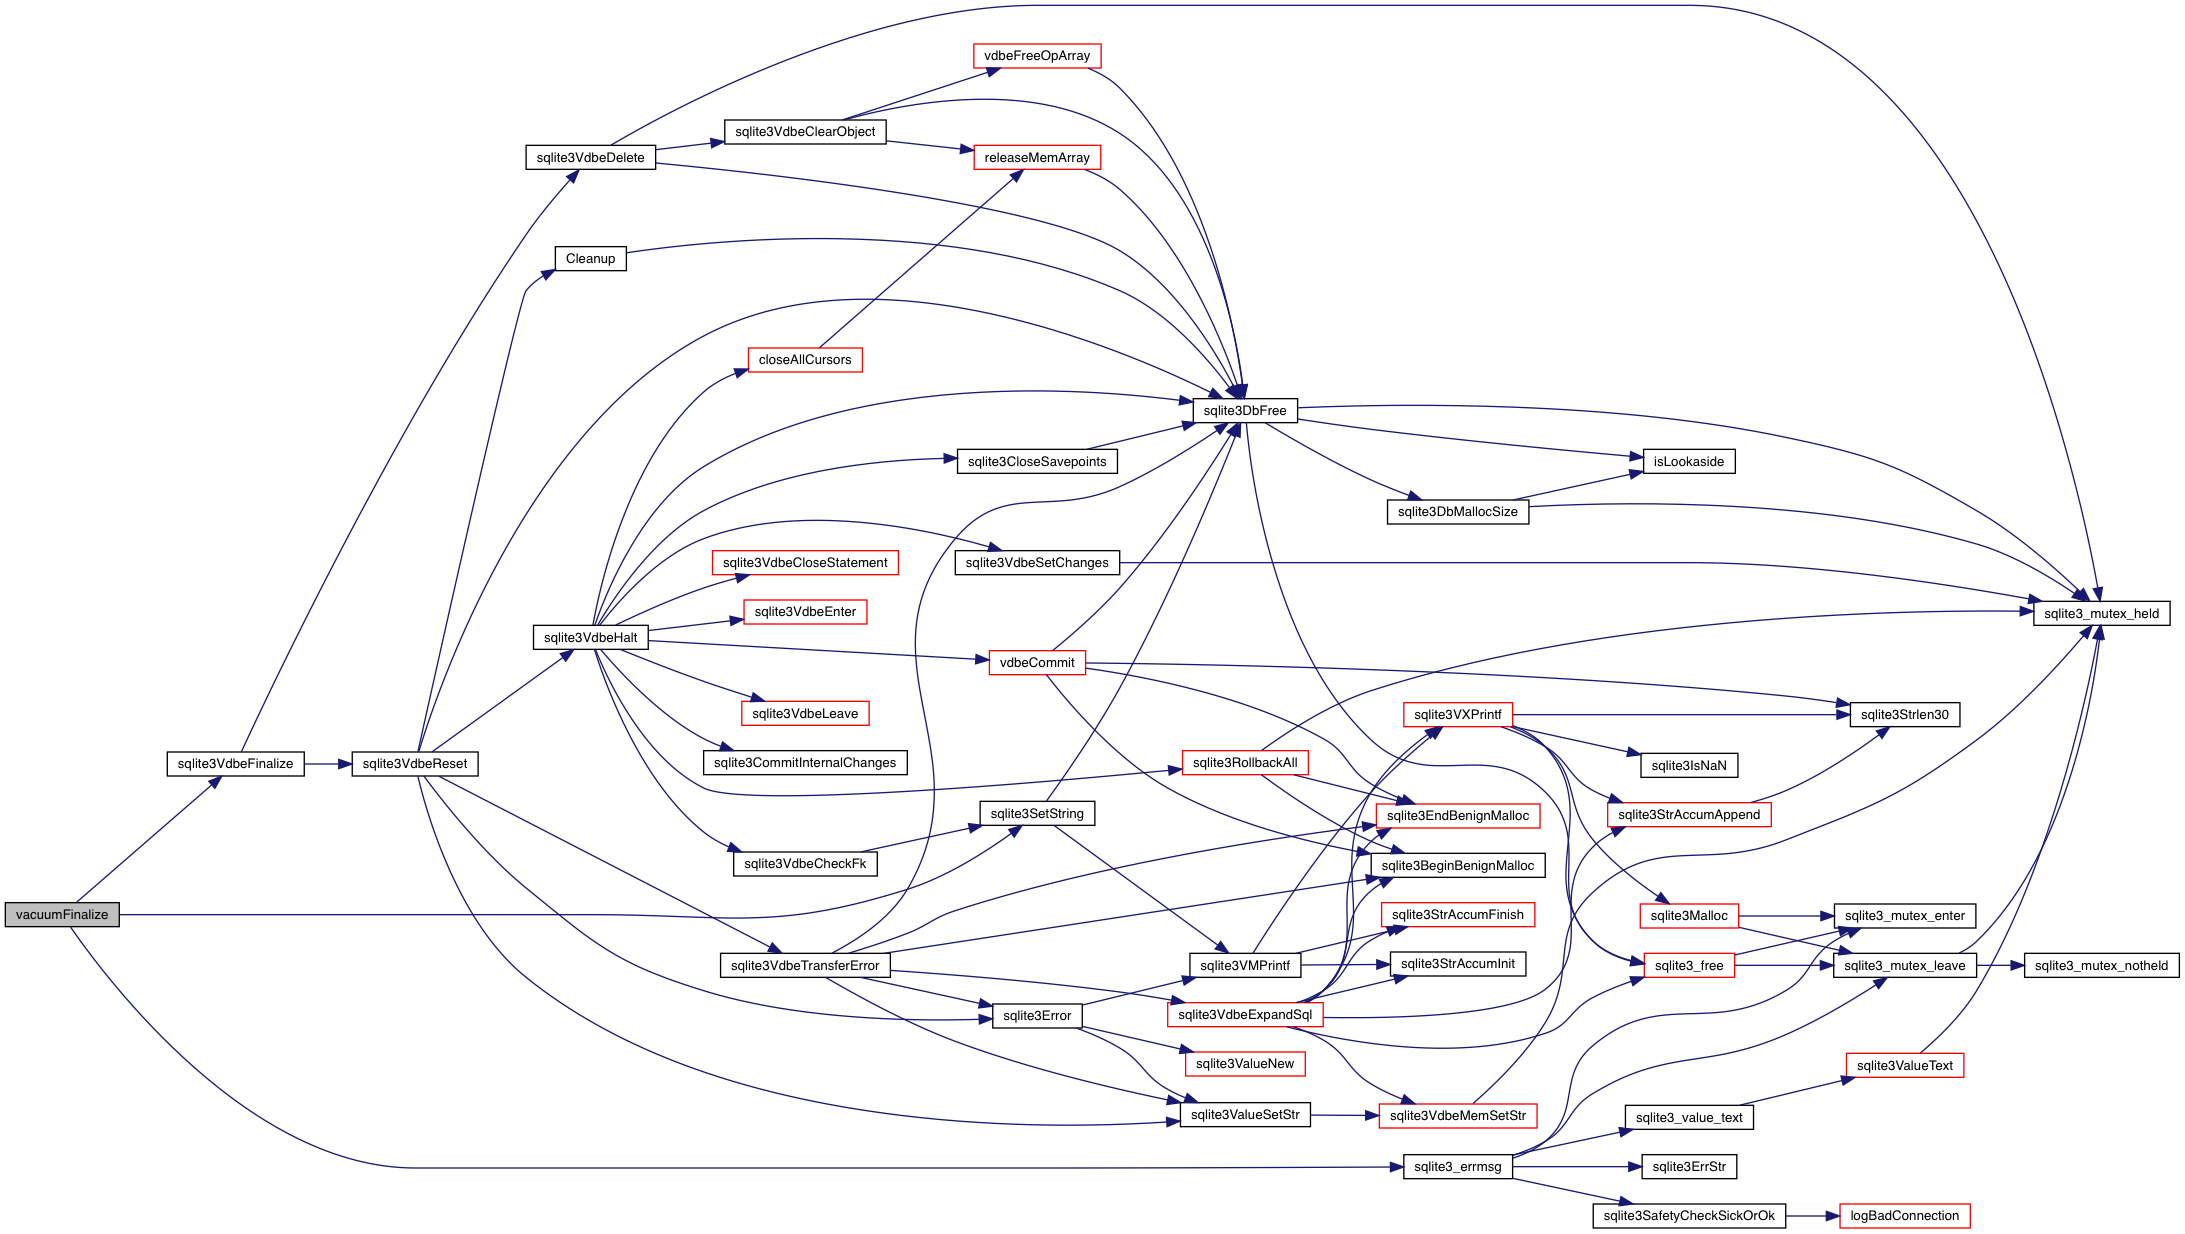 vdbeFreeOpArray
sqlite3VdbeClearObject
sqlite3VdbeDelete
releaseMemArray
Cleanup
closeAllCursors
sqlite3DbFree
sqlite3CloseSavepoints
isLookaside
sqlite3DbMallocSize
sqlite3VdbeCloseStatement
sqlite3VdbeSetChanges
sqlite3VdbeEnter
sqlite3_mutex_held
sqlite3VdbeHalt
vdbeCommit
sqlite3VdbeLeave
sqlite3VXPrintf
sqlite3Strlen30
sqlite3VdbeFinalize
sqlite3VdbeReset
sqlite3CommitInternalChanges
sqlite3RollbackAll
sqlite3IsNaN
sqlite3SetString
sqlite3EndBenignMalloc
sqlite3StrAccumAppend
sqlite3VdbeCheckFk
sqlite3BeginBenignMalloc
vacuumFinalize
sqlite3StrAccumFinish
sqlite3Malloc
sqlite3_mutex_enter
sqlite3VdbeTransferError
sqlite3VMPrintf
sqlite3StrAccumInit
sqlite3_free
sqlite3_mutex_leave
sqlite3_mutex_notheld
sqlite3Error
sqlite3VdbeExpandSql
sqlite3ValueNew
sqlite3ValueText
sqlite3ValueSetStr
sqlite3VdbeMemSetStr
sqlite3_value_text
sqlite3_errmsg
sqlite3ErrStr
sqlite3SafetyCheckSickOrOk
logBadConnection